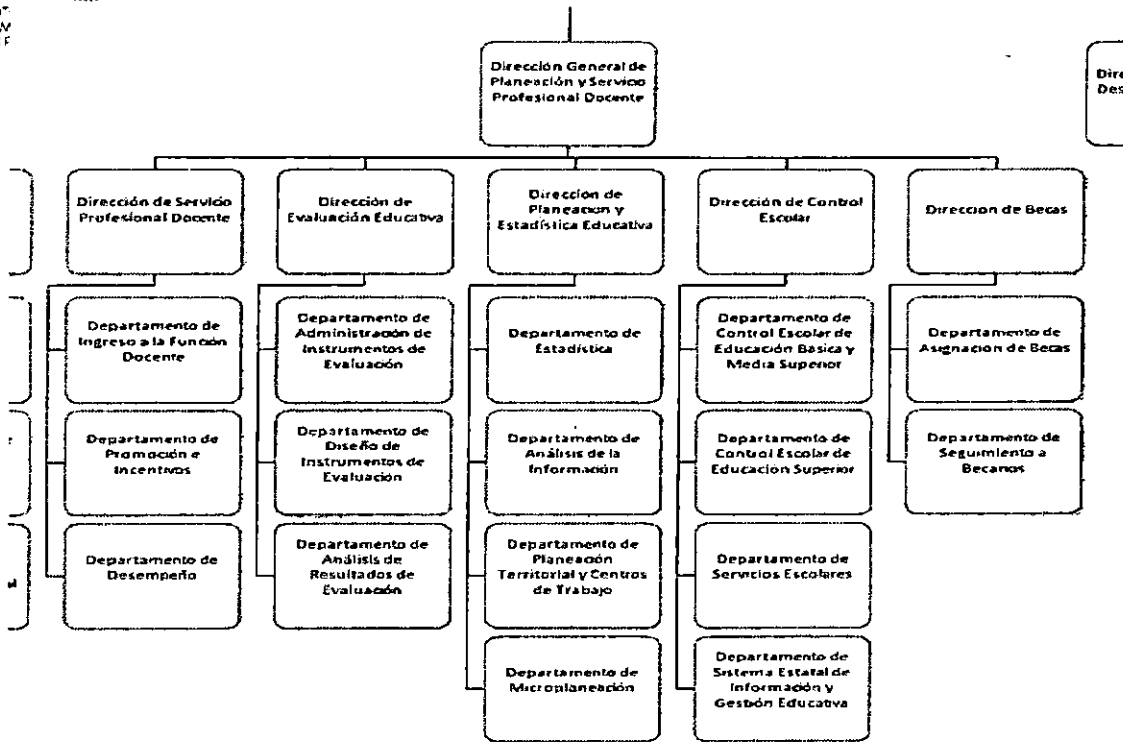 Dirección General de
Planeación y Servicio
Profesional Docente
Dire
Des
Dirección de Servicio
Profesional Docente
Dirección de
Evaluación Educativa
Dirección de
Planeación y
Estadística Educativa
Dirección de Control
Escolar
Dirección de Becas
Departamento de
Ingreso a la Función
Docente
Departamento de
Promoción e
Incentivos
Departamento de
Desempeño
Departamento de
Administración de
Instrumentos de
Evaluación
Departamento de
Diseño de
Instrumentos de
Evaluación
Departamento de
Análisis de
Resultados de
Evaluación
Departamento de
Estadística
Departamento de
Análisis de la
Información
Departamento de
Planeación
Territorial y Centros
de Trabajo
Departamento de
Microplaneación
Departamento de
Control Escolar de
Educación Básica y
Media Superior
Departamento de
Control Escolar de
Educación Superior
Departamento de
Servicios Escolares
Departamento de
Sistema Estatal de
Información y
Gestión Educativa
Departamento de
Asignación de Becas
Departamento de
Seguimiento a
Becarios